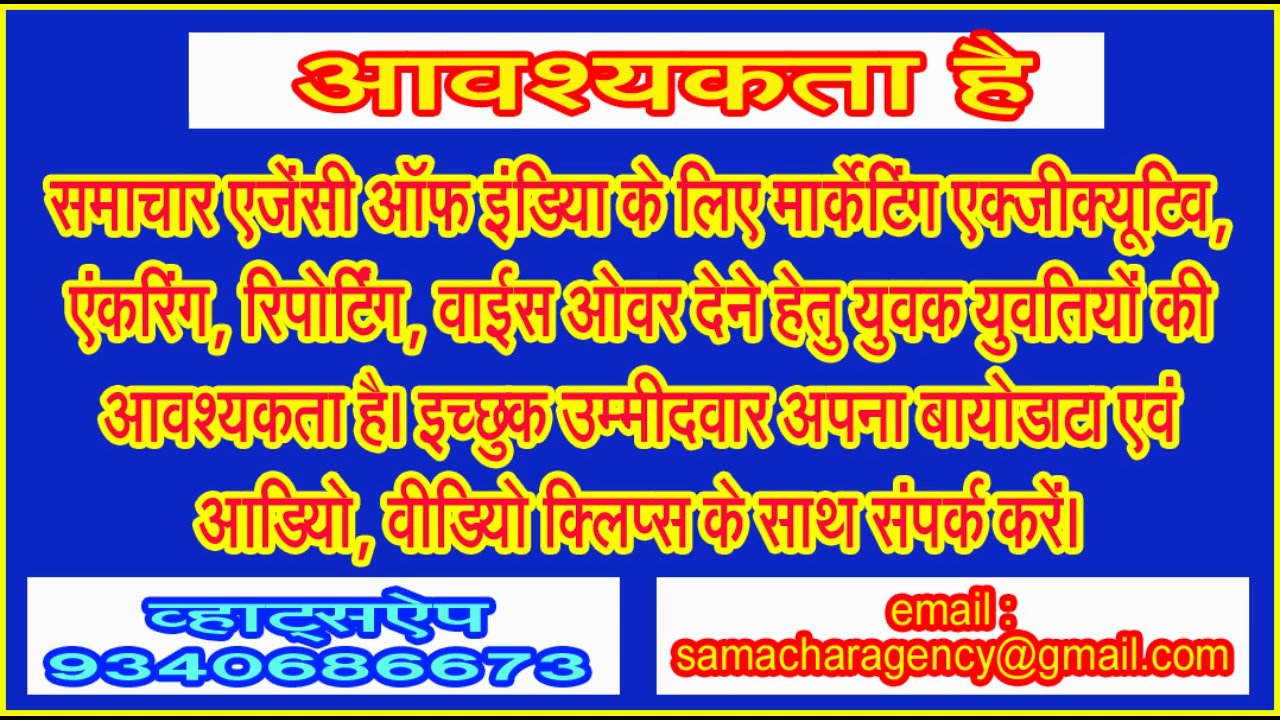 आवश्यकता है
समाचार एजेंसी ऑफ इंडिया के लिए मार्केटिंग एक्जीक्यूटिव,
एंकरिंग, रिपोर्टिंग, वाईस ओवर देने हेतु युवक युवतियों की
आवश्यकता है। इच्छुक उम्मीदवार अपना बायोडाटा एवं
आडियो, वीडियो क्लिप्स के साथ संपर्क करें।
व्हाट्सऐप
9340686673
email :
samacharagency@gmail.com